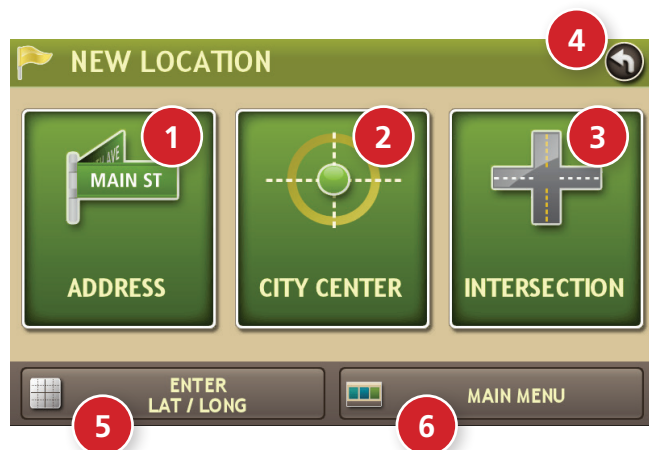 4
NEW LOCATION
1
2
3
AVE
MAIN ST
ADDRESS
CITY CENTER
INTERSECTION
ENTER
LAT / LONG
MAIN MENU
5
6